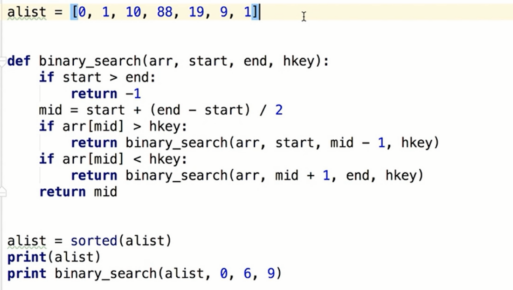 alist = [0, 1, 10, 88, 19, 9, 1]
def binary_search(arr, start, end, hkey):
    if start > end:
        return -1
    mid = start + (end - start) / 2
    if arr[mid] > hkey:
        return binary_search(arr, start, mid - 1, hkey)
    if arr[mid] < hkey:
        return binary_search(arr, mid + 1, end, hkey)
    return mid
alist = sorted(alist)
print(alist)
print binary_search(alist, 0, 6, 9)